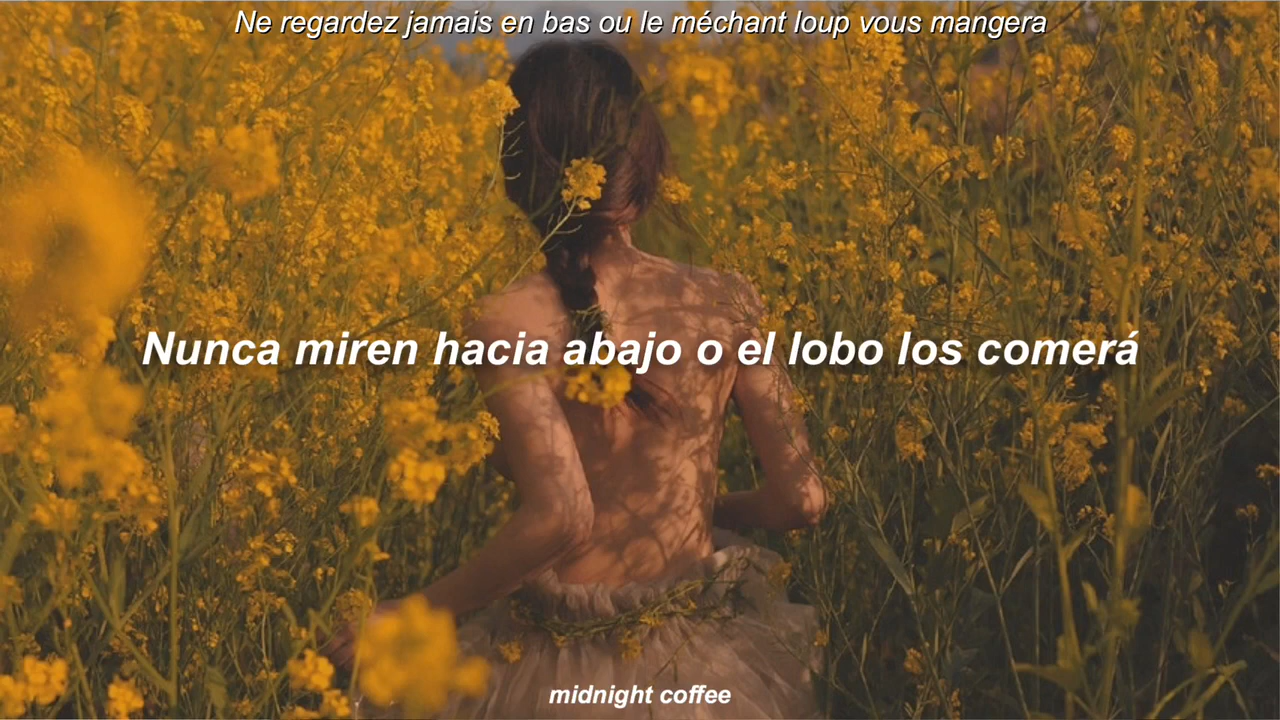 Ne regardez jamais en bas ou le méchant loup vous mangera
Nunca miren hacia abajo o el lobo los comerá
midnight coffee